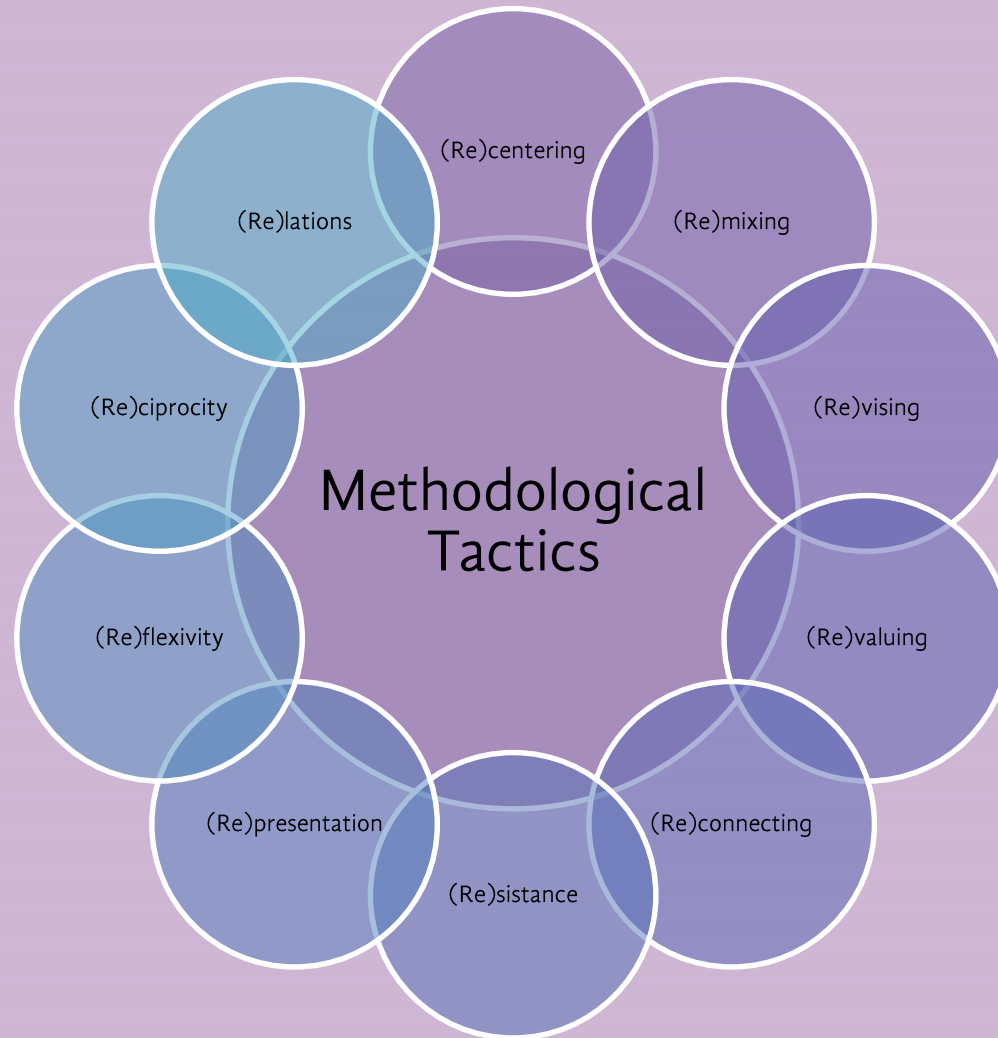 (Re)centering
(Re)mixing
(Re)vising
(Re)valuing
(Re)connecting
(Re)sistance
(Re)presentation
(Re)flexivity
(Re)ciprocity
(Re)lations
Methodological
Tactics